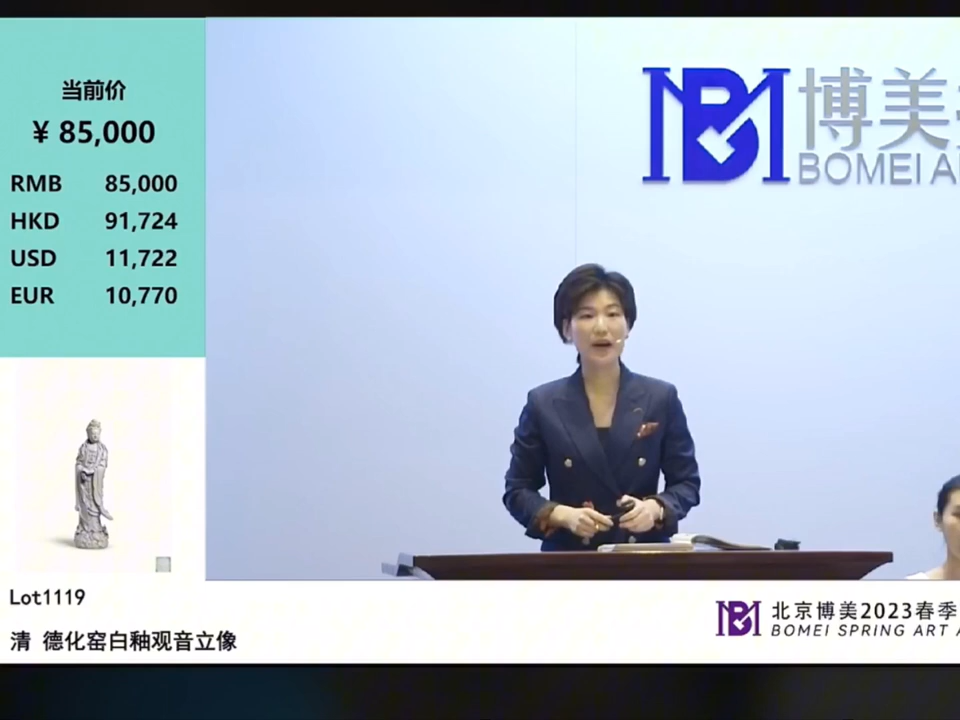 当前价
¥ 85,000
RMB 85,000
HKD 91,724
USD 11,722
EUR 10,770
Lot1119
清 德化窑白釉观音立像
博美
BOMEI
北京博美2023春季
BOMEI SPRING ART